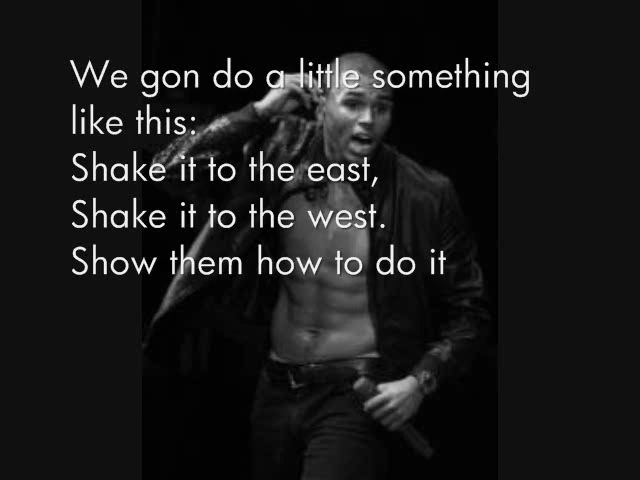 We gon do a little something
like this:
Shake it to the east,
Shake it to the west.
Show them how to do it